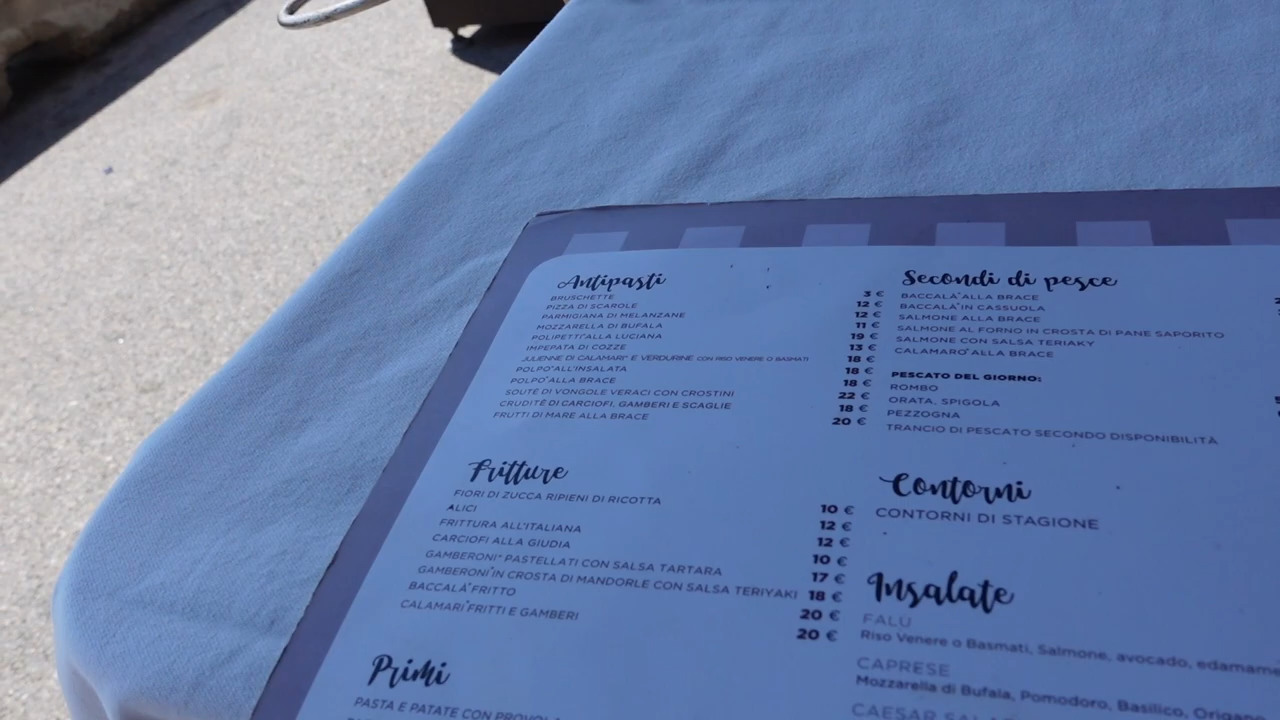 Antipasti
BRUSCHETTE 3 €
PIZZA DI SCAROLE 12 €
PARMIGIANA DI MELANZANE 12 €
MOZZARELLA DI BUFALA 11 €
POLIPETTI*ALLA LUCIANA 19 €
IMPEPATA DI COZZE 13 €
JULIENNE DI CALAMARI* E VERDURINE CON RISO VENERE O BASMATI 18 €
POLPO*ALL'INSALATA 18 €
POLPO*ALLA BRACE 18 €
SOUTÈ DI VONGOLE VERACI CON CROSTINI 22 €
CRUDITÈ DI CARCIOFI, GAMBERI E SCAGLIE 18 €
FRUTTI DI MARE ALLA BRACE 20 €
Fritture
FIORI DI ZUCCA RIPIENI DI RICOTTA 10 €
ALICI 12 €
FRITTURA ALL'ITALIANA 12 €
CARCIOFI ALLA GIUDIA 10 €
GAMBERONI* PASTELLATI CON SALSA TARTARA 17 €
GAMBERONI*IN CROSTA DI MANDORLE CON SALSA TERIYAKI 18 €
BACCALÀ*FRITTO 20 €
CALAMARI*FRITTI E GAMBERI 20 €
Primi
PASTA E PATATE CON PROVOLA
Secondi di pesce
BACCALÀ*ALLA BRACE
BACCALÀ*IN CASSUOLA
SALMONE ALLA BRACE
SALMONE AL FORNO IN CROSTA DI PANE SAPORITO
SALMONE CON SALSA TERIAKY
CALAMARO*ALLA BRACE
PESCATO DEL GIORNO:
ROMBO
ORATA, SPIGOLA
PEZZOGNA
TRANCIO DI PESCATO SECONDO DISPONIBILITÀ
Contorni
CONTORNI DI STAGIONE
Insalate
FALÙ
Riso Venere o Basmati, Salmone, avocado, edamame
CAPRESE
Mozzarella di Bufala, Pomodoro, Basilico, Origano
CAESAR SALAD